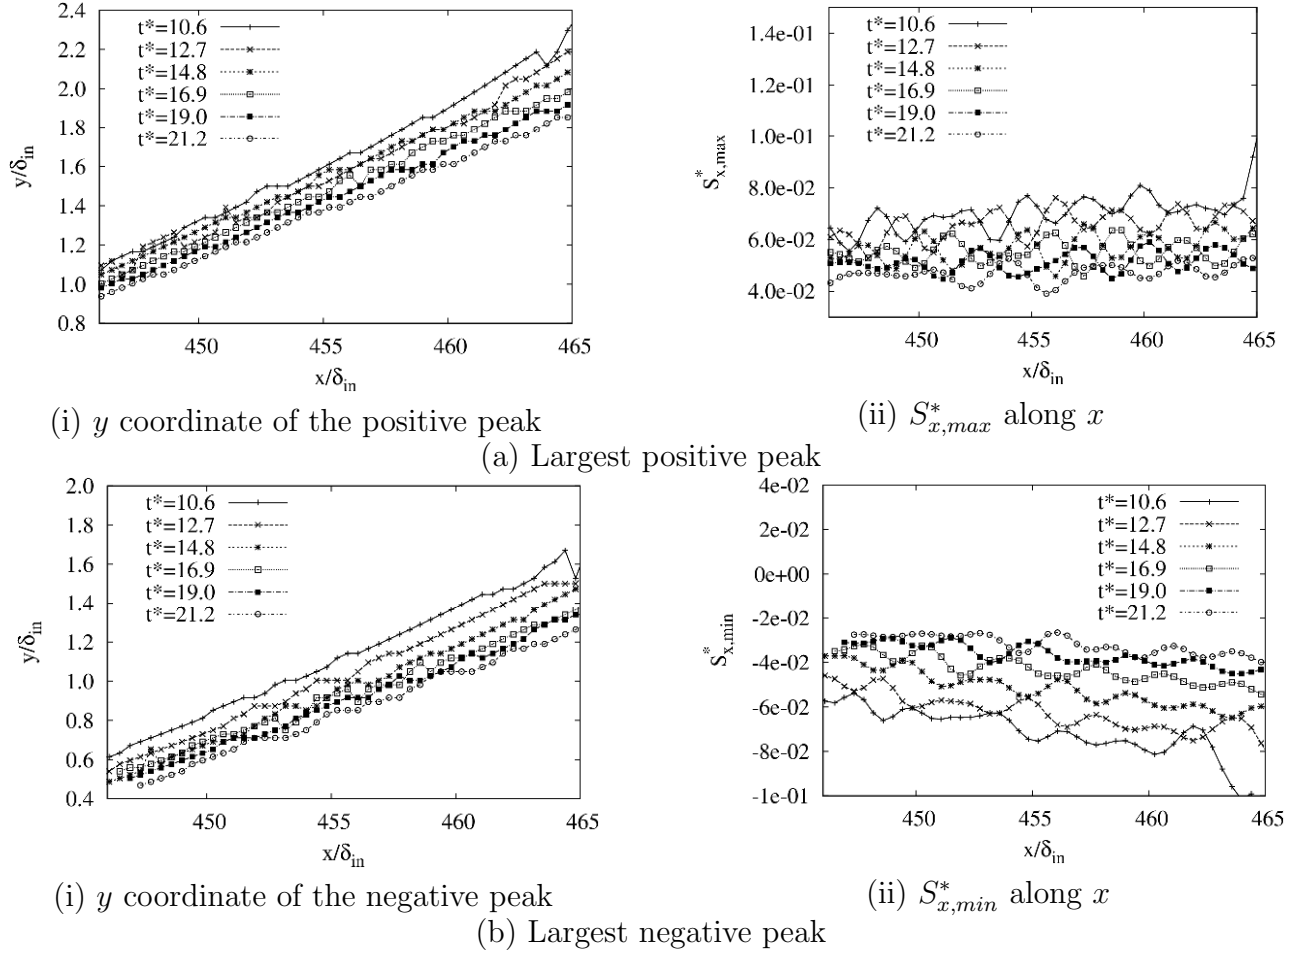 2.4
2.2
2.0
1.8
1.6
1.4
1.2
1.0
0.8
y/δin
t*=10.6
t*=12.7
t*=14.8
t*=16.9
t*=19.0
t*=21.2
450 455 460 465
x/δin
(i) y coordinate of the positive peak
1.4e-01
1.2e-01
1.0e-01
8.0e-02
6.0e-02
4.0e-02
S*x,max
t*=10.6
t*=12.7
t*=14.8
t*=16.9
t*=19.0
t*=21.2
450 455 460 465
x/δin
(ii) S*x,max along x
(a) Largest positive peak
2.0
1.8
1.6
1.4
1.2
1.0
0.8
0.6
0.4
y/δin
t*=10.6
t*=12.7
t*=14.8
t*=16.9
t*=19.0
t*=21.2
450 455 460 465
x/δin
(i) y coordinate of the negative peak
4e-02
2e-02
0e+00
-2e-02
-4e-02
-6e-02
-8e-02
-1e-01
S*x,min
t*=10.6
t*=12.7
t*=14.8
t*=16.9
t*=19.0
t*=21.2
450 455 460 465
x/δin
(ii) S*x,min along x
(b) Largest negative peak